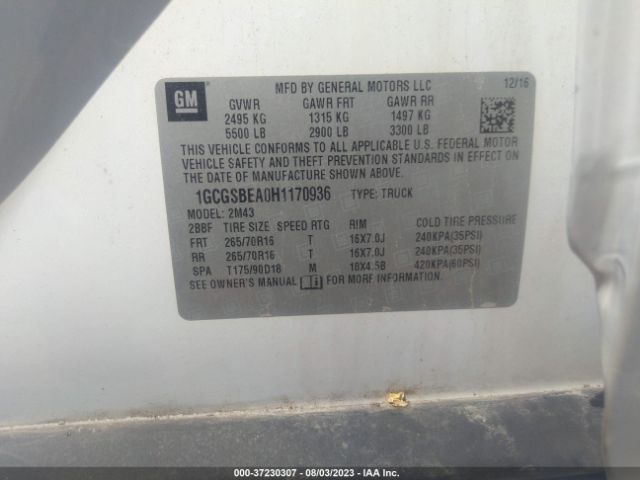 MFD BY GENERAL MOTORS LLC 12/16
GM
GVWR GAWR FRT GAWR RR
2495 KG 1315 KG 1497 KG
5500 LB 2900 LB 3300 LB
THIS VEHICLE CONFORMS TO ALL APPLICABLE U.S. FEDERAL MOTOR
VEHICLE SAFETY AND THEFT PREVENTION STANDARDS IN EFFECT ON
THE DATE OF MANUFACTURE SHOWN ABOVE.
1GCGSBEA0H1170936 TYPE: TRUCK
MODEL: 2M43
2BBF TIRE SIZE SPEED RTG RIM COLD TIRE PRESSURE
FRT 265/70R16 T 16X7.0J 240KPA(35PSI)
RR 265/70R16 T 16X7.0J 240KPA(35PSI)
SPA T175/90D18 M 18X4.5B 420KPA(60PSI)
SEE OWNER'S MANUAL FOR MORE INFORMATION.
000-37230307 - 08/03/2023 - IAA Inc.